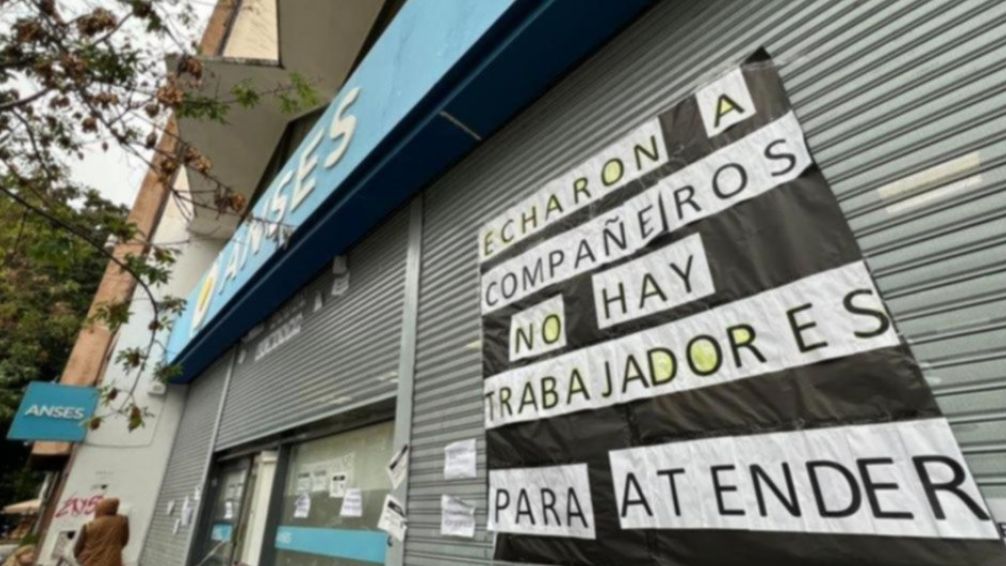 ANSES
ANSES
ECHARON A
COMPAÑEROS
NO HAY
TRABAJADORES
PARA ATENDER